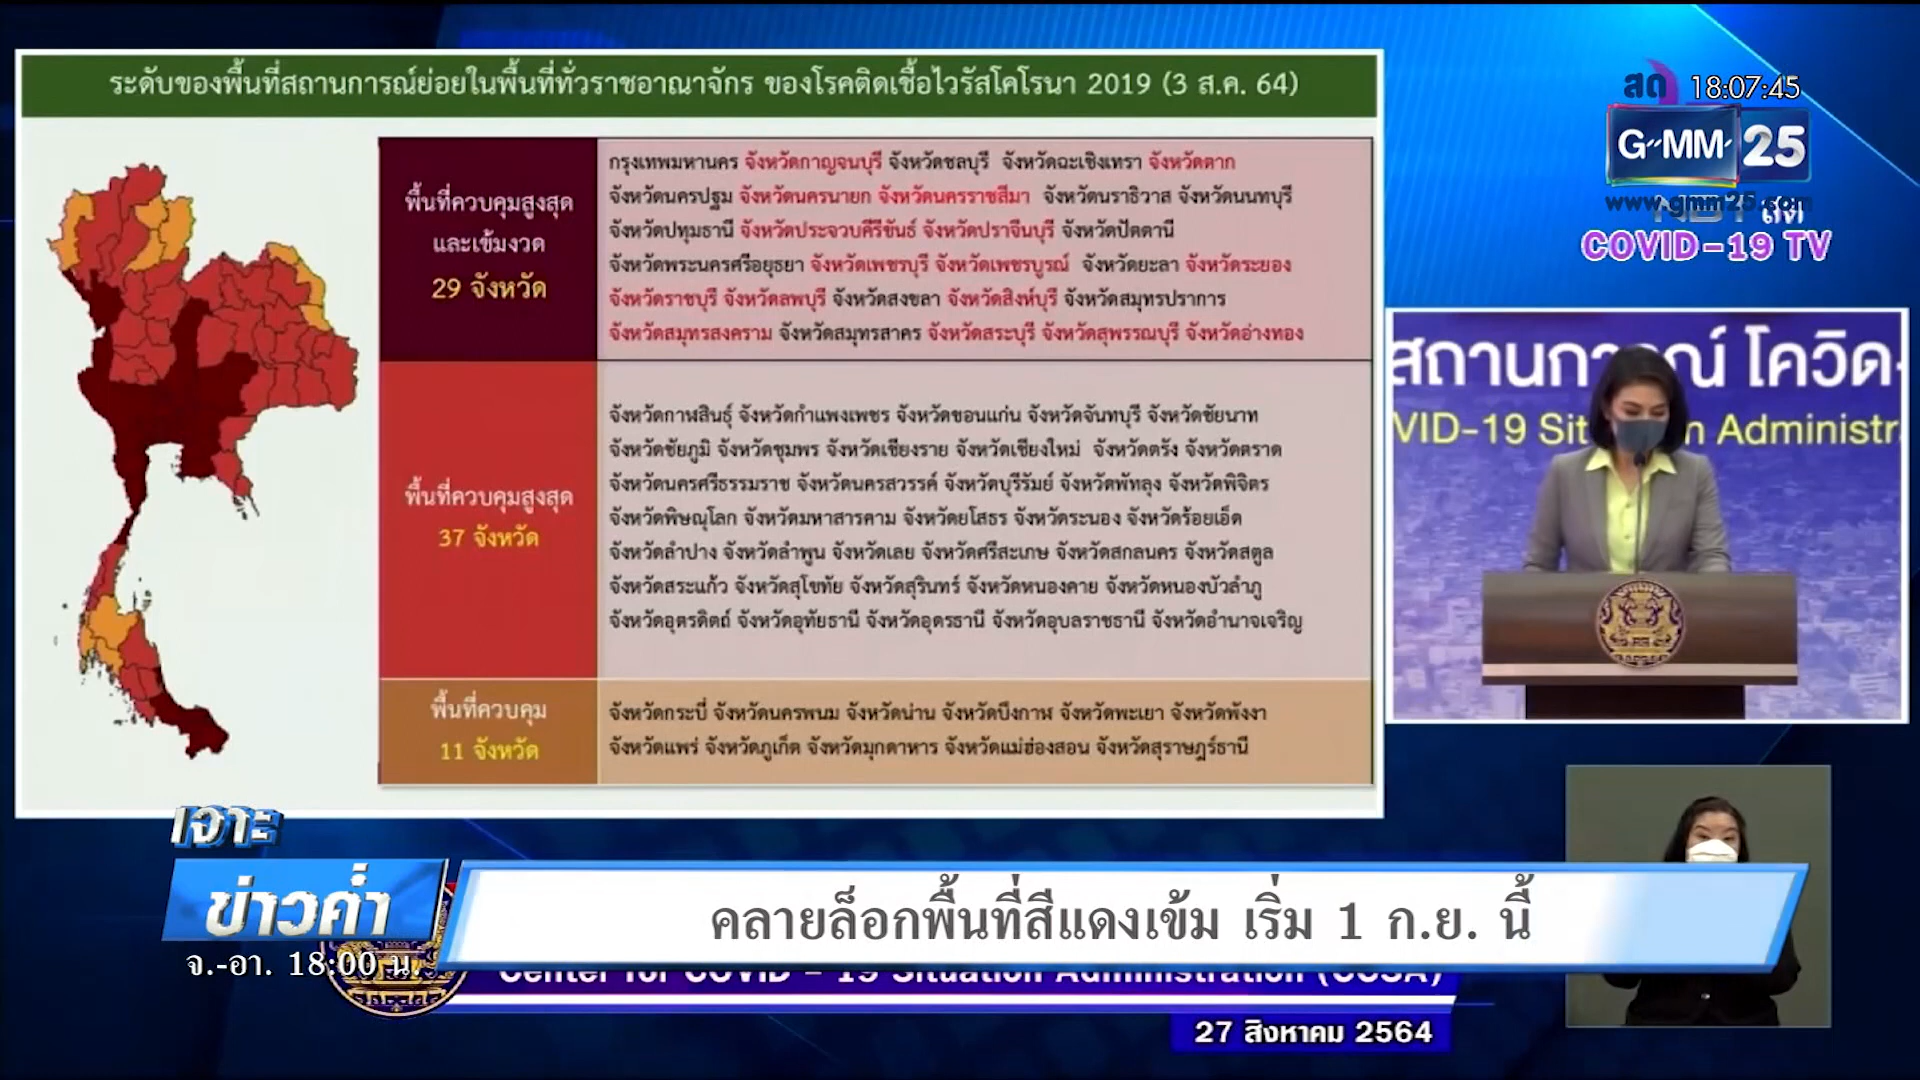 ระดับของพื้นที่สถานการณ์ย่อยในพื้นที่ทั่วราชอาณาจักร ของโรคติดเชื้อไวรัสโคโรนา 2019 (3 ส.ค. 64)
พื้นที่ควบคุมสูงสุด
และเข้มงวด
29 จังหวัด
กรุงเทพมหานคร จังหวัดกาญจนบุรี จังหวัดชลบุรี จังหวัดฉะเชิงเทรา จังหวัดตาก
จังหวัดนครปฐม จังหวัดนครนายก จังหวัดนครราชสีมา จังหวัดนราธิวาส จังหวัดนนทบุรี
จังหวัดปทุมธานี จังหวัดประจวบคีรีขันธ์ จังหวัดปราจีนบุรี จังหวัดปัตตานี
จังหวัดพระนครศรีอยุธยา จังหวัดเพชรบุรี จังหวัดเพชรบูรณ์ จังหวัดยะลา จังหวัดระยอง
จังหวัดราชบุรี จังหวัดลพบุรี จังหวัดสงขลา จังหวัดสิงห์บุรี จังหวัดสมุทรปราการ
จังหวัดสมุทรสงคราม จังหวัดสมุทรสาคร จังหวัดสระบุรี จังหวัดสุพรรณบุรี จังหวัดอ่างทอง
พื้นที่ควบคุมสูงสุด
37 จังหวัด
จังหวัดกาฬสินธุ์ จังหวัดกำแพงเพชร จังหวัดขอนแก่น จังหวัดจันทบุรี จังหวัดชัยนาท
จังหวัดชัยภูมิ จังหวัดชุมพร จังหวัดเชียงราย จังหวัดเชียงใหม่ จังหวัดตรัง จังหวัดตราด
จังหวัดนครศรีธรรมราช จังหวัดนครสวรรค์ จังหวัดบุรีรัมย์ จังหวัดพัทลุง จังหวัดพิจิตร
จังหวัดพิษณุโลก จังหวัดมหาสารคาม จังหวัดยโสธร จังหวัดระนอง จังหวัดร้อยเอ็ด
จังหวัดลำปาง จังหวัดลำพูน จังหวัดเลย จังหวัดศรีสะเกษ จังหวัดสกลนคร จังหวัดสตูล
จังหวัดสระแก้ว จังหวัดสุโขทัย จังหวัดสุรินทร์ จังหวัดหนองคาย จังหวัดหนองบัวลำภู
จังหวัดอุตรดิตถ์ จังหวัดอุทัยธานี จังหวัดอุดรธานี จังหวัดอุบลราชธานี จังหวัดอำนาจเจริญ
พื้นที่ควบคุม
11 จังหวัด
จังหวัดกระบี่ จังหวัดนครพนม จังหวัดน่าน จังหวัดบึงกาฬ จังหวัดพะเยา จังหวัดพังงา
จังหวัดแพร่ จังหวัดภูเก็ต จังหวัดมุกดาหาร จังหวัดแม่ฮ่องสอน จังหวัดสุราษฎร์ธานี
สด 18:07:45
GMM 25
www.gmm25.com
NBT สด
COVID-19 TV
สถานการณ์ โควิด-
VID-19 Sit n Administra
เจาะ
ข่าวค่ำ
จ.-อา. 18:00 น.
คลายล็อกพื้นที่สีแดงเข้ม เริ่ม 1 ก.ย. นี้
Center for COVID - 19 Situation Administration (CCSA)
27 สิงหาคม 2564